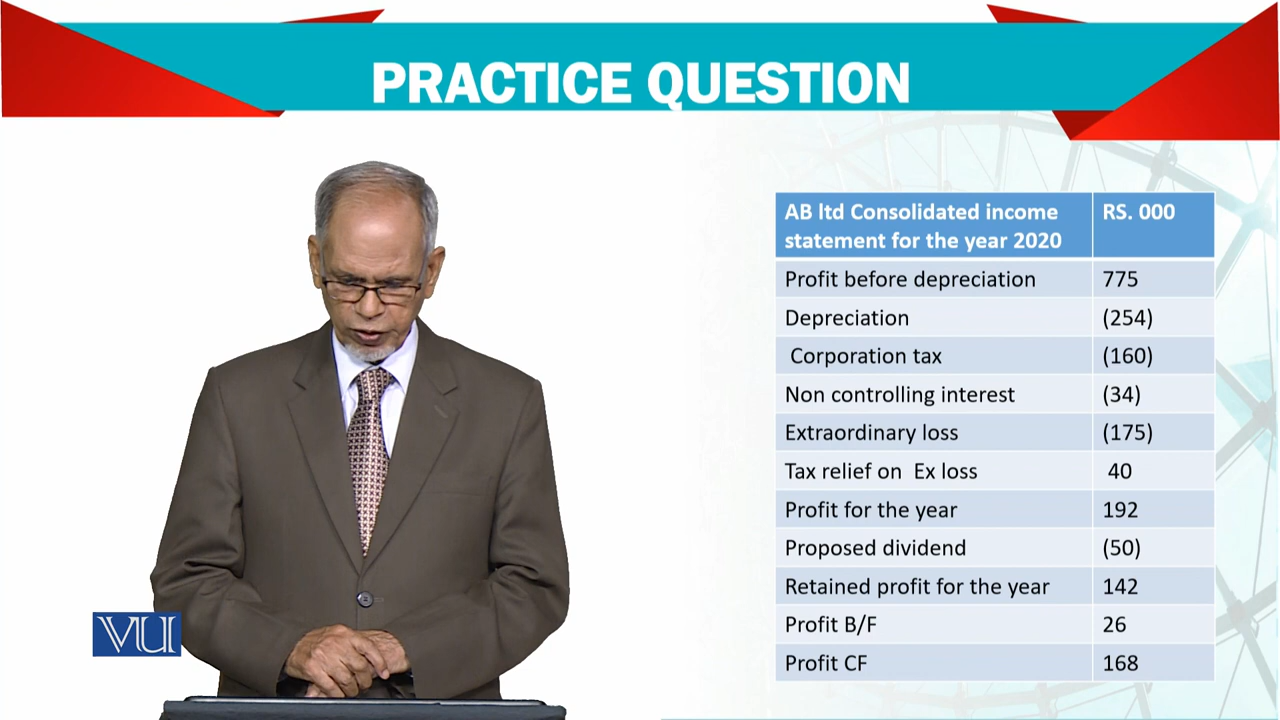 PRACTICE QUESTION
AB ltd Consolidated income statement for the year 2020 RS. 000
Profit before depreciation 775
Depreciation (254)
Corporation tax (160)
Non controlling interest (34)
Extraordinary loss (175)
Tax relief on Ex loss 40
Profit for the year 192
Proposed dividend (50)
Retained profit for the year 142
Profit B/F 26
Profit CF 168
VU